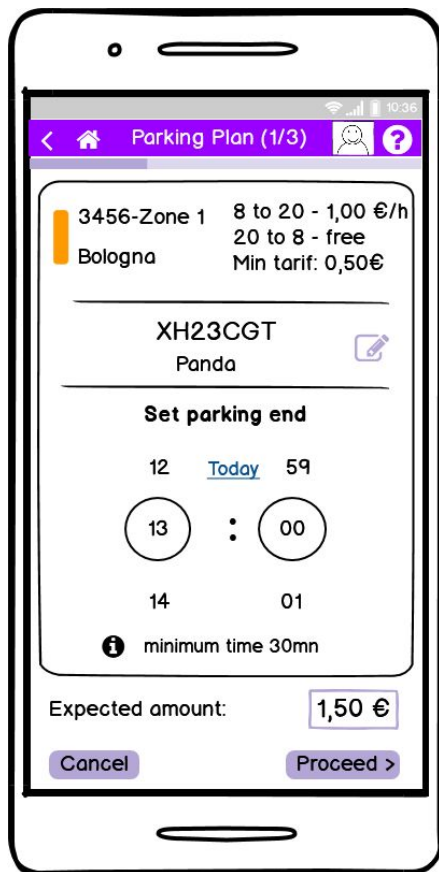 10:36
Parking Plan (1/3) ?
3456-Zone 1
Bologna
8 to 20 - 1,00 €/h
20 to 8 - free
Min tarif: 0,50€
XH23CGT
Panda
Set parking end
12 Today 59
13 : 00
14 01
i minimum time 30mn
Expected amount: 1,50 €
Cancel Proceed >